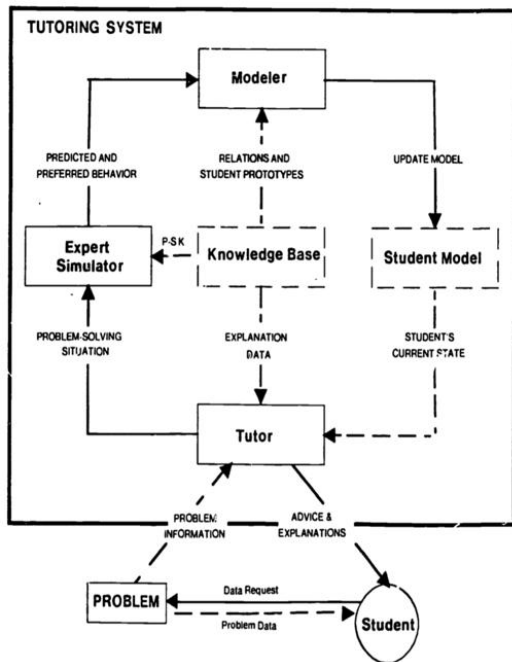 TUTORING SYSTEM
Modeler
PREDICTED AND
PREFERRED BEHAVIOR
RELATIONS AND
STUDENT PROTOTYPES
UPDATE MODEL
Expert
Simulator
P-SK
Knowledge Base
Student Model
PROBLEM-SOLVING
SITUATION
EXPLANATION
DATA
STUDENT'S
CURRENT STATE
Tutor
PROBLEM
INFORMATION
ADVICE &
EXPLANATIONS
PROBLEM
Data Request
Problem Data
Student